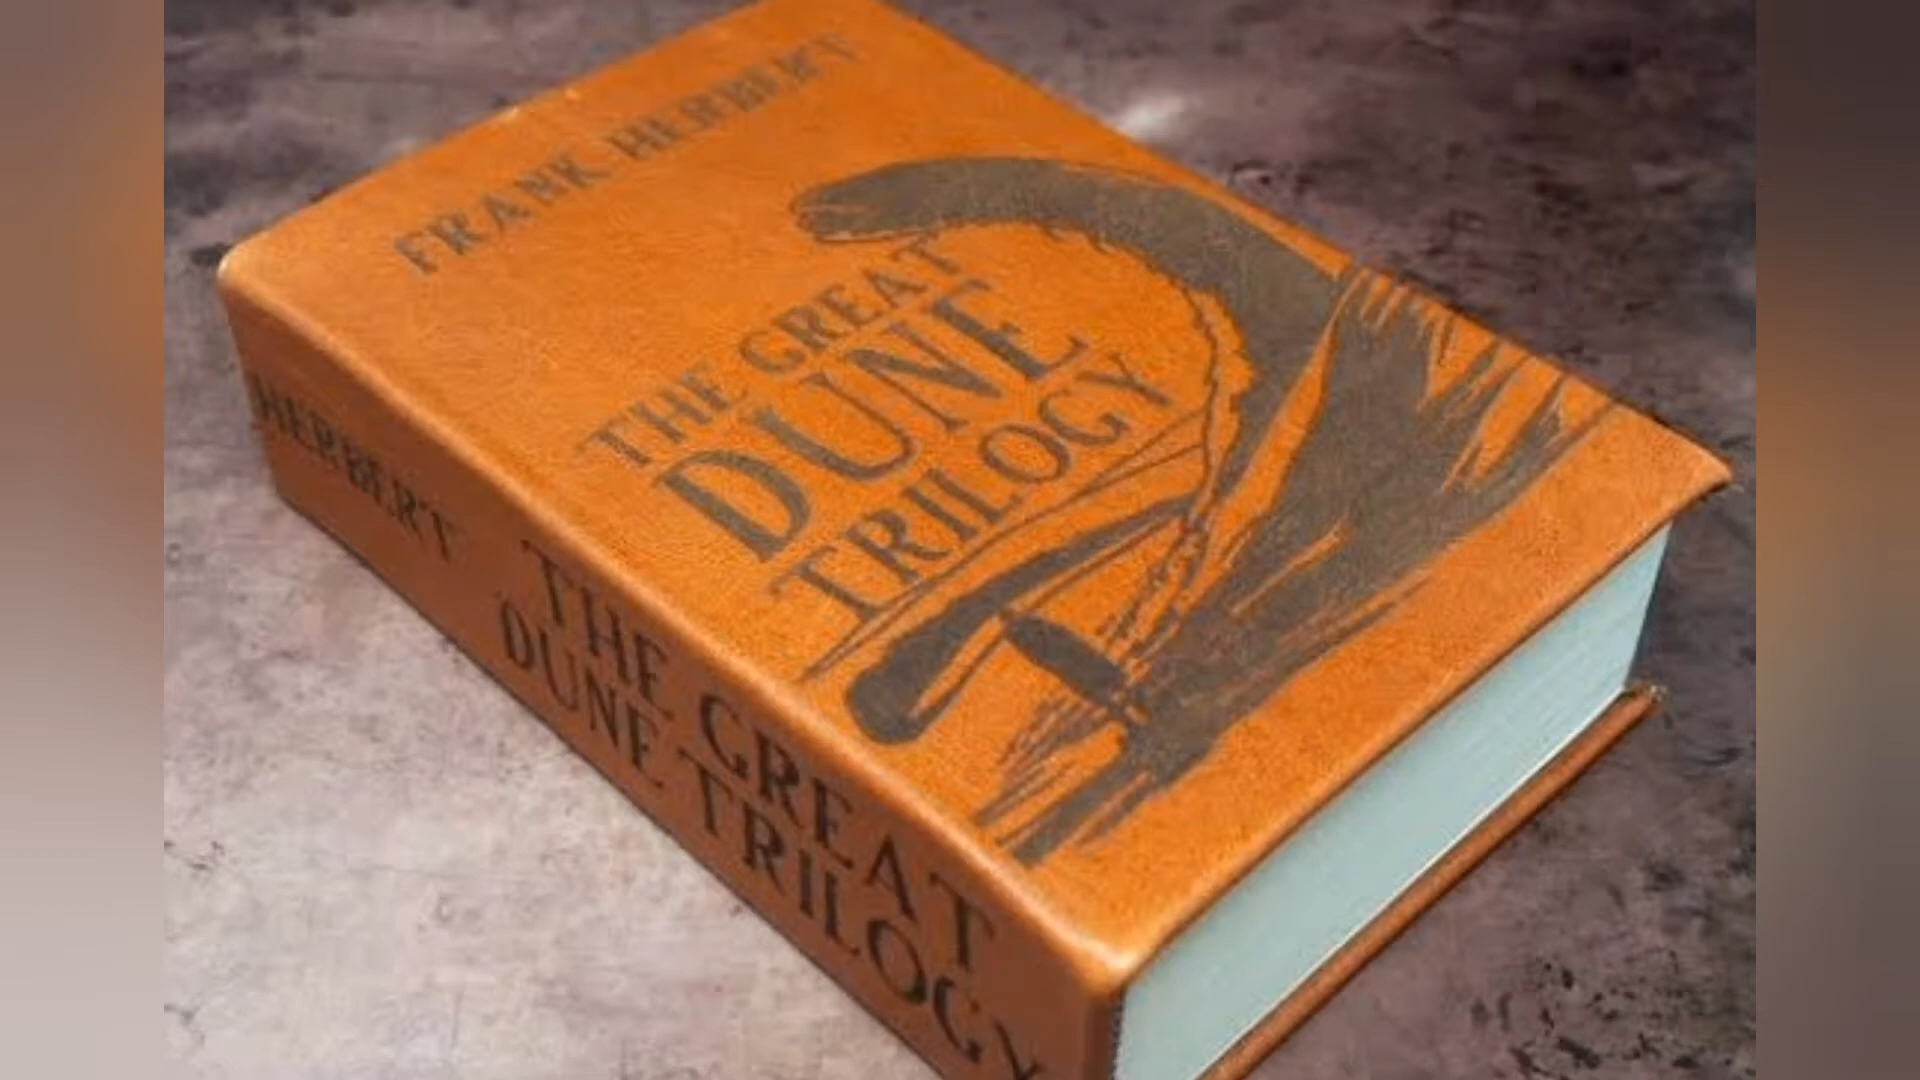 FRANK HERBERT
THE GREAT
DUNE
TRILOGY
HERBERT
THE GREAT
DUNE TRILOGY